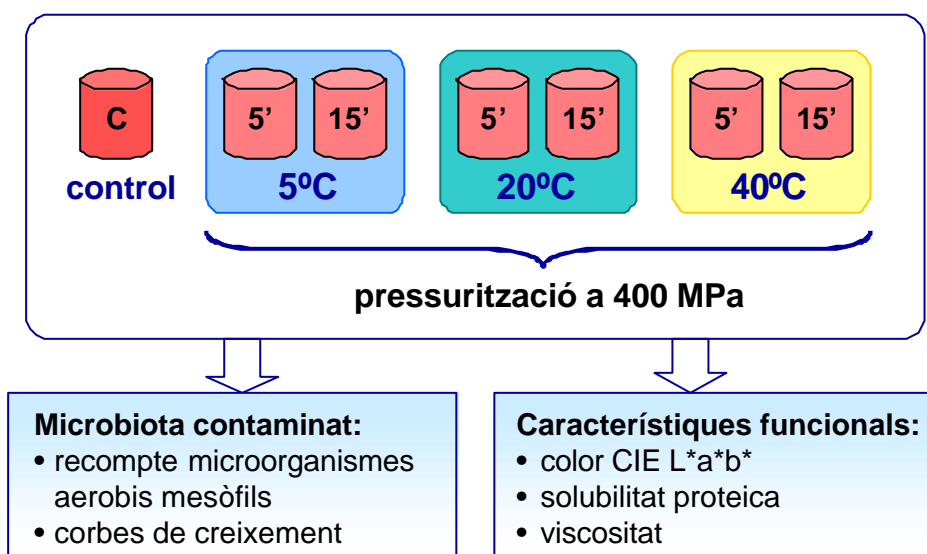 C
5’
15’
5’
15’
5’
15’
control
5ºC
20ºC
40ºC
pressurització a 400 MPa
Microbiota contaminat:
• recompte microorganismes
aerobis mesòfils
• corbes de creixement
Característiques funcionals:
• color CIE L*a*b*
• solubilitat proteica
• viscositat